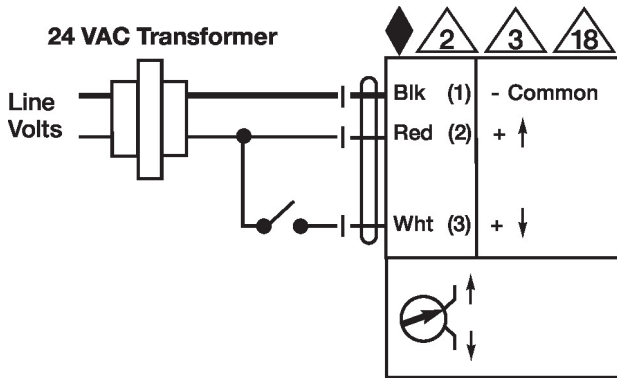 24 VAC Transformer
2 3 18
Line
Volts
Blk (1) - Common
Red (2) + ↑
Wht (3) + ↓